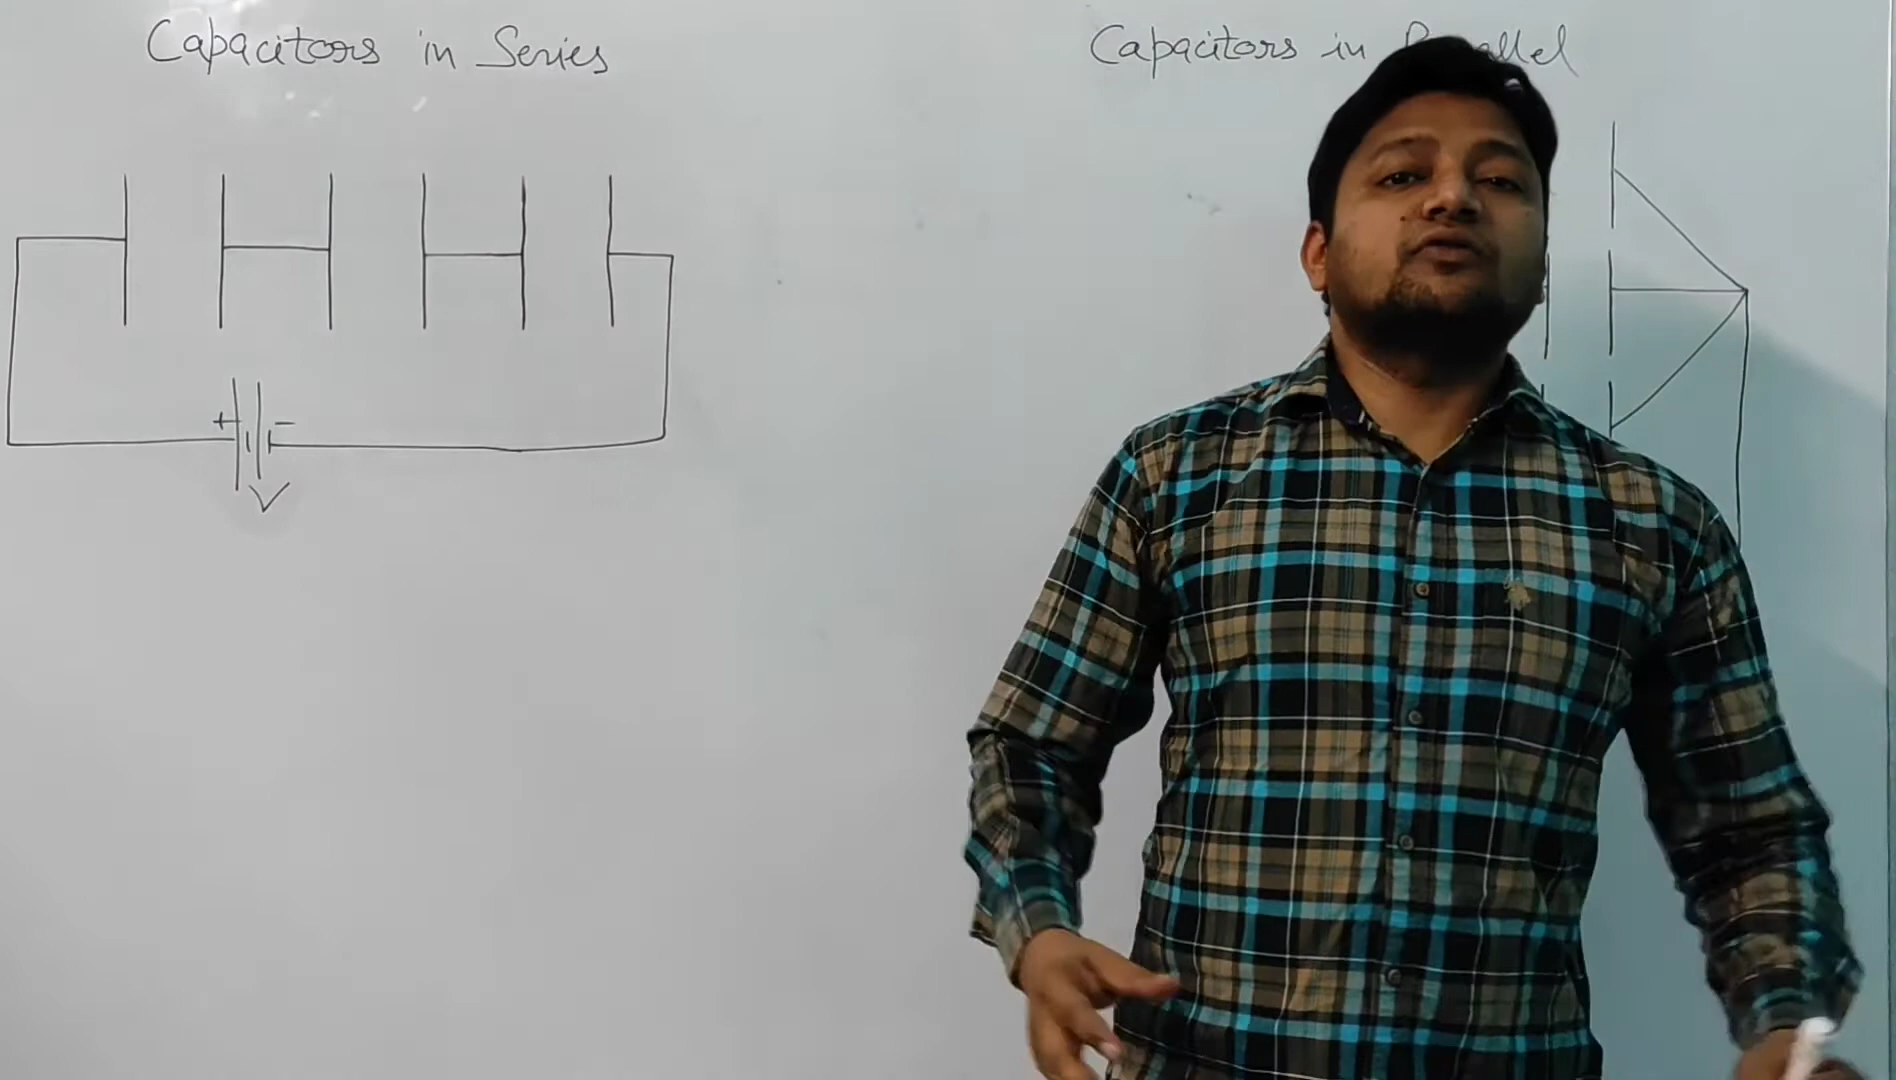 Capacitors in Series
Capacitors in
+ -
V